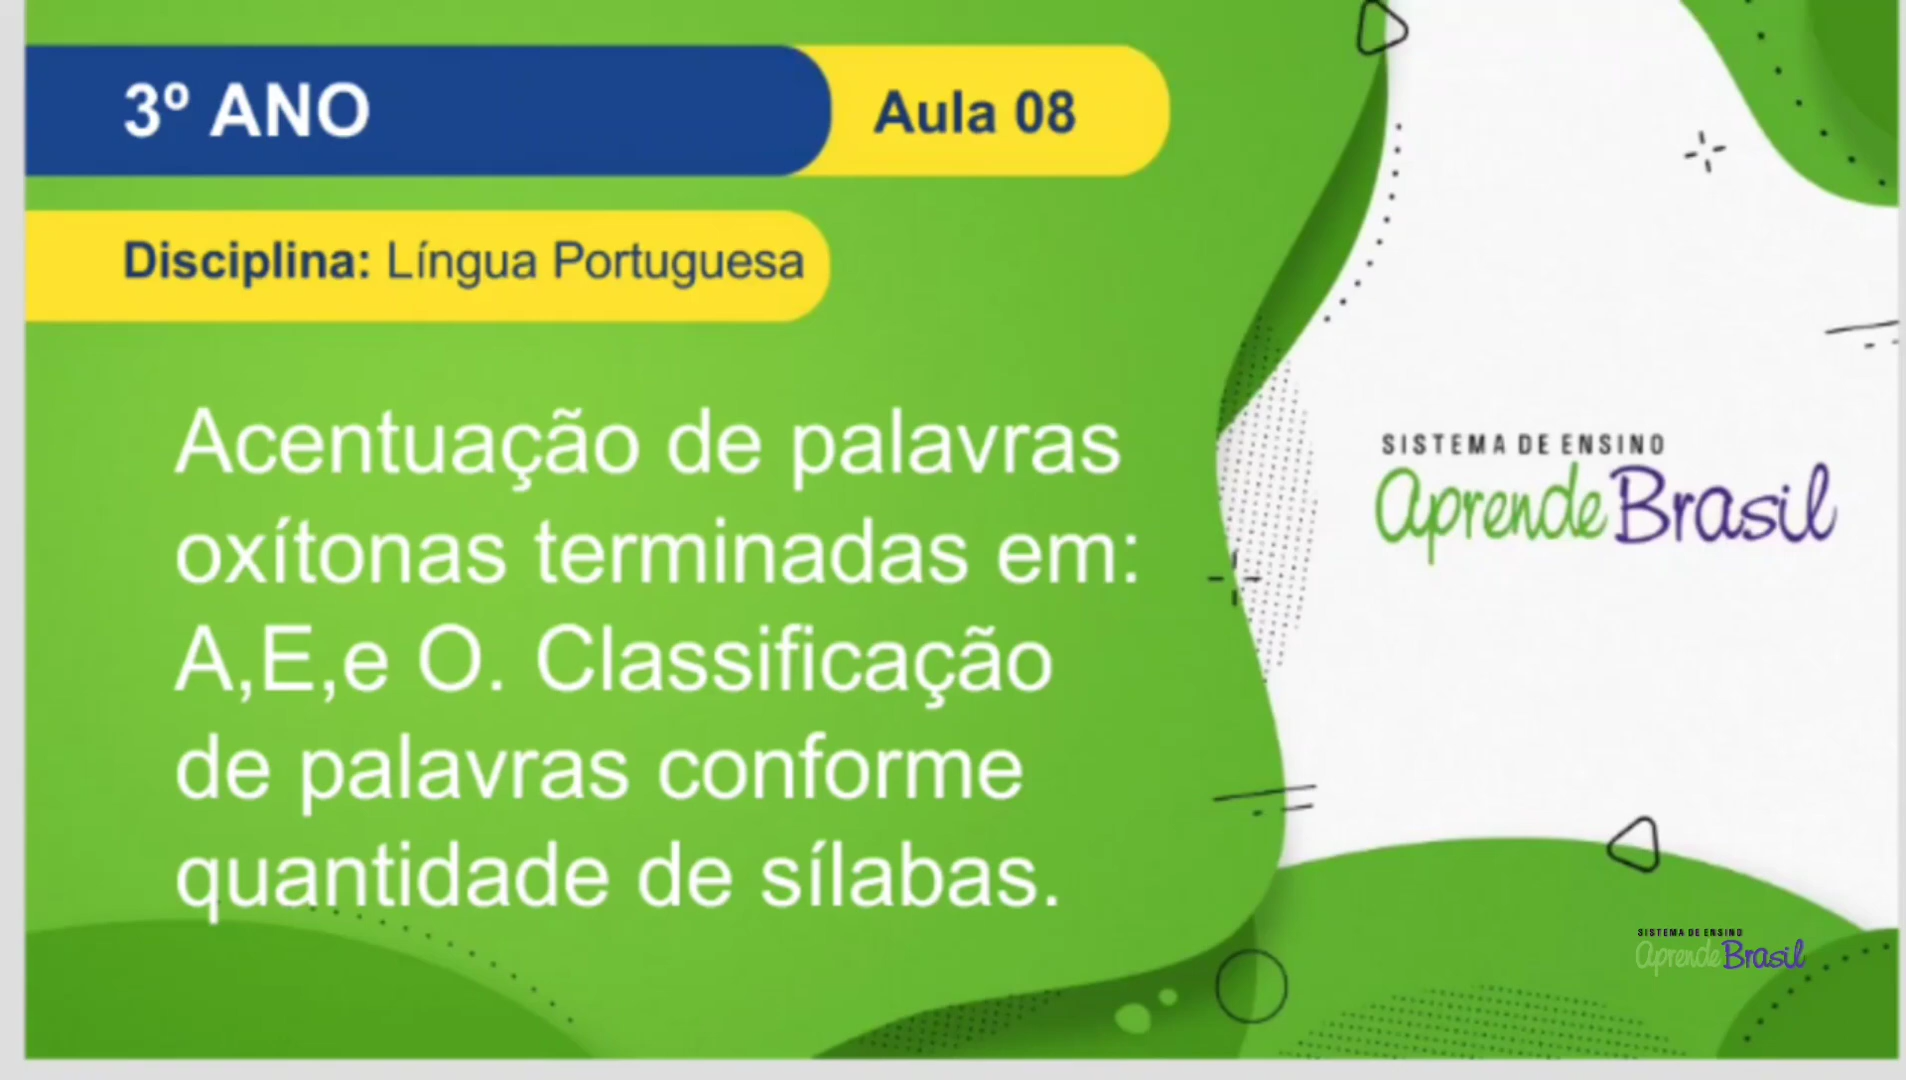 3º ANO
Aula 08
Disciplina: Língua Portuguesa
Acentuação de palavras
oxítonas terminadas em:
A,E,e O. Classificação
de palavras conforme
quantidade de sílabas.
SISTEMA DE ENSINO
aprende Brasil
SISTEMA DE ENSINO
aprende Brasil